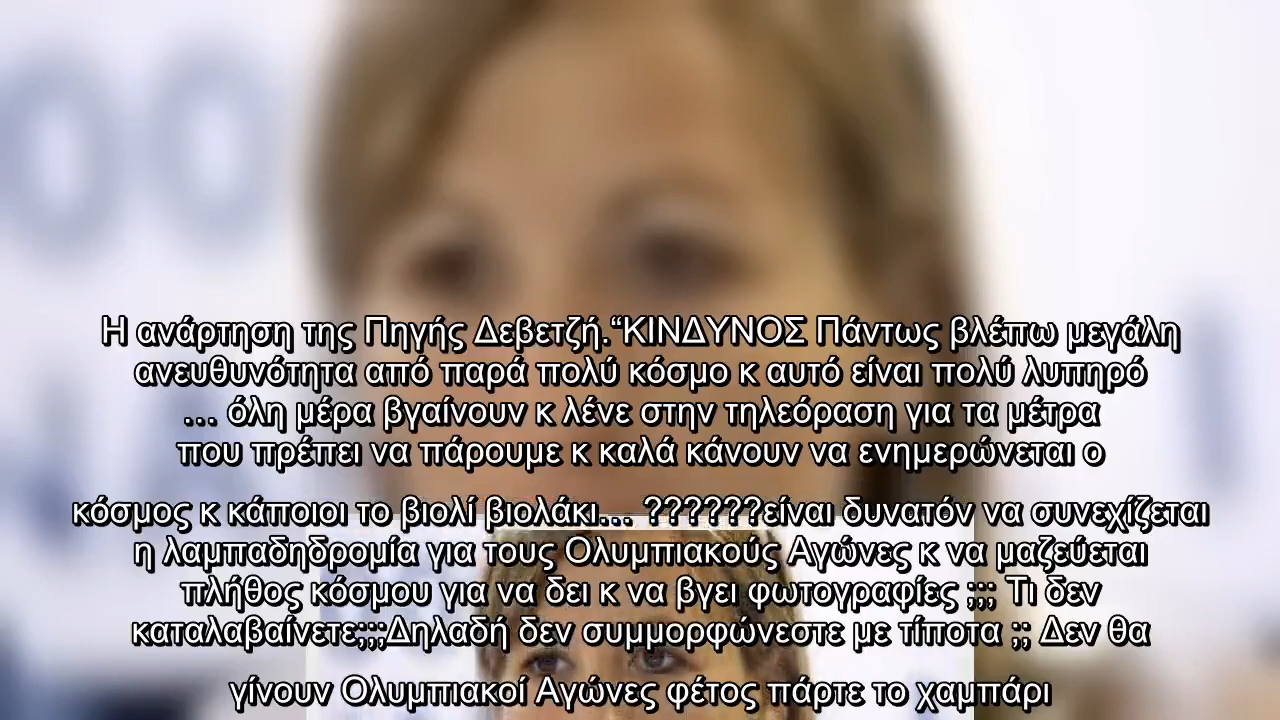 Η ανάρτηση της Πηγής Δεβετζή.“ΚΙΝΔΥΝΟΣ Πάντως βλέπω μεγάλη
ανευθυνότητα από παρά πολύ κόσμο κ αυτό είναι πολύ λυπηρό
… όλη μέρα βγαίνουν κ λένε στην τηλεόραση για τα μέτρα
που πρέπει να πάρουμε κ καλά κάνουν να ενημερώνεται ο
κόσμος κ κάποιοι το βιολί βιολάκι… ??????είναι δυνατόν να συνεχίζεται
η λαμπαδηδρομία για τους Ολυμπιακούς Αγώνες κ να μαζεύεται
πλήθος κόσμου για να δει κ να βγει φωτογραφίες ;;; Τι δεν
καταλαβαίνετε;;;Δηλαδή δεν συμμορφώνεστε με τίποτα ;; Δεν θα
γίνουν Ολυμπιακοί Αγώνες φέτος πάρτε το χαμπάρι